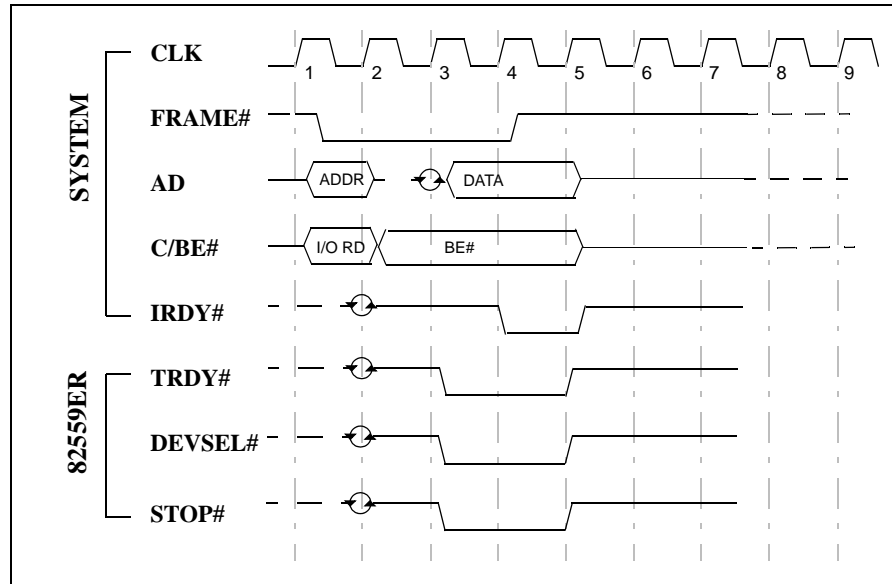 CLK
1 2 3 4 5 6 7 8 9
FRAME#
SYSTEM
AD
ADDR DATA
C/BE#
I/O RD BE#
IRDY#
TRDY#
82559ER
DEVSEL#
STOP#